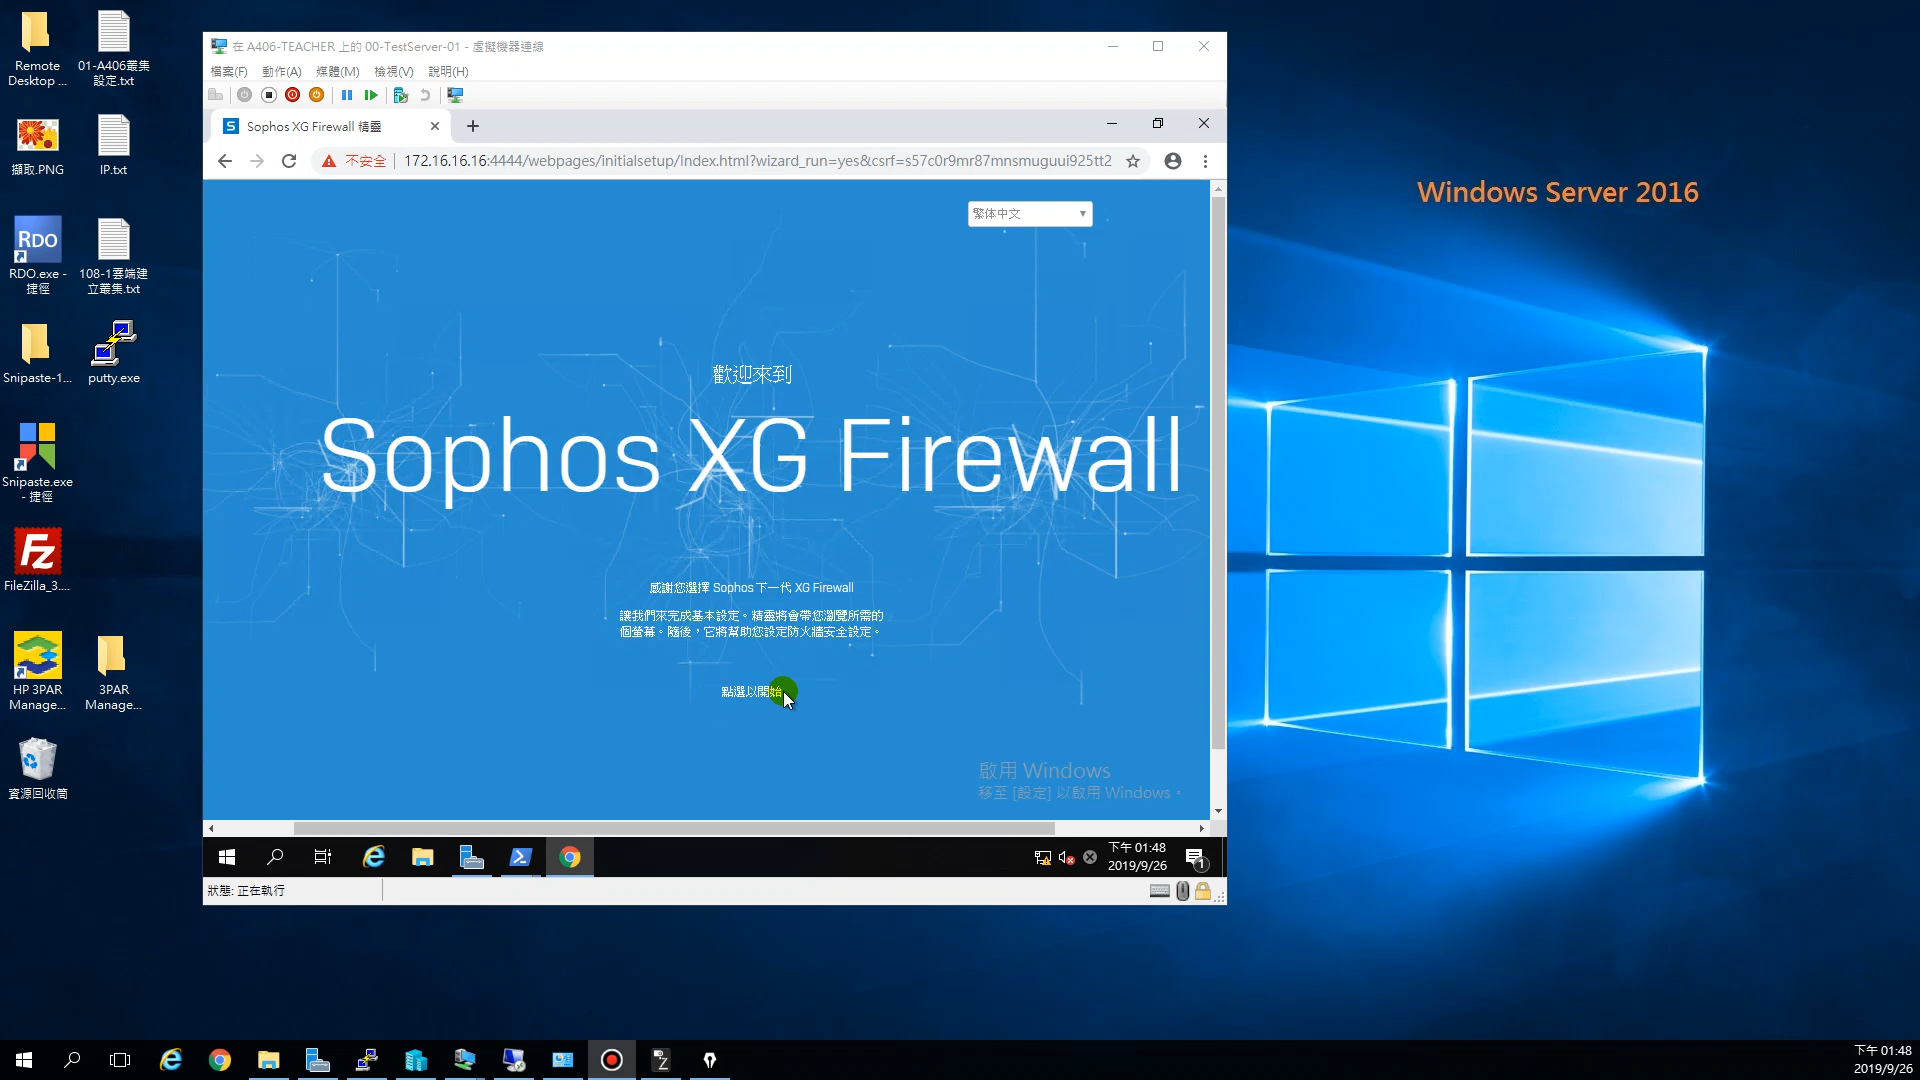 Remote
Desktop ...
01-A406叢集
設定.txt
擷取.PNG
IP.txt
RDO
RDO.exe -
捷徑
108-1雲端建
立叢集.txt
Snipaste-1...
putty.exe
Snipaste.exe
- 捷徑
FileZilla_3....
HP 3PAR
Manage...
3PAR
Manage...
資源回收筒
在 A406-TEACHER 上的 00-TestServer-01 - 虛擬機器連線
檔案(F) 動作(A) 媒體(M) 檢視(V) 說明(H)
Sophos XG Firewall 精靈
不安全 172.16.16.16:4444/webpages/initialsetup/Index.html?wizard_run=yes&csrf=s57c0r9mr87mnsmuguui925tt2
繁体中文
歡迎來到
Sophos XG Firewall
感謝您選擇 Sophos 下一代 XG Firewall
讓我們來完成基本設定。精靈將會帶您瀏覽所需的
個螢幕。隨後，它將幫助您設定防火牆安全設定。
點選以開始
啟用 Windows
移至 [設定] 以啟用 Windows。
下午 01:48
2019/9/26
1
狀態: 正在執行
Windows Server 2016
下午 01:48
2019/9/26